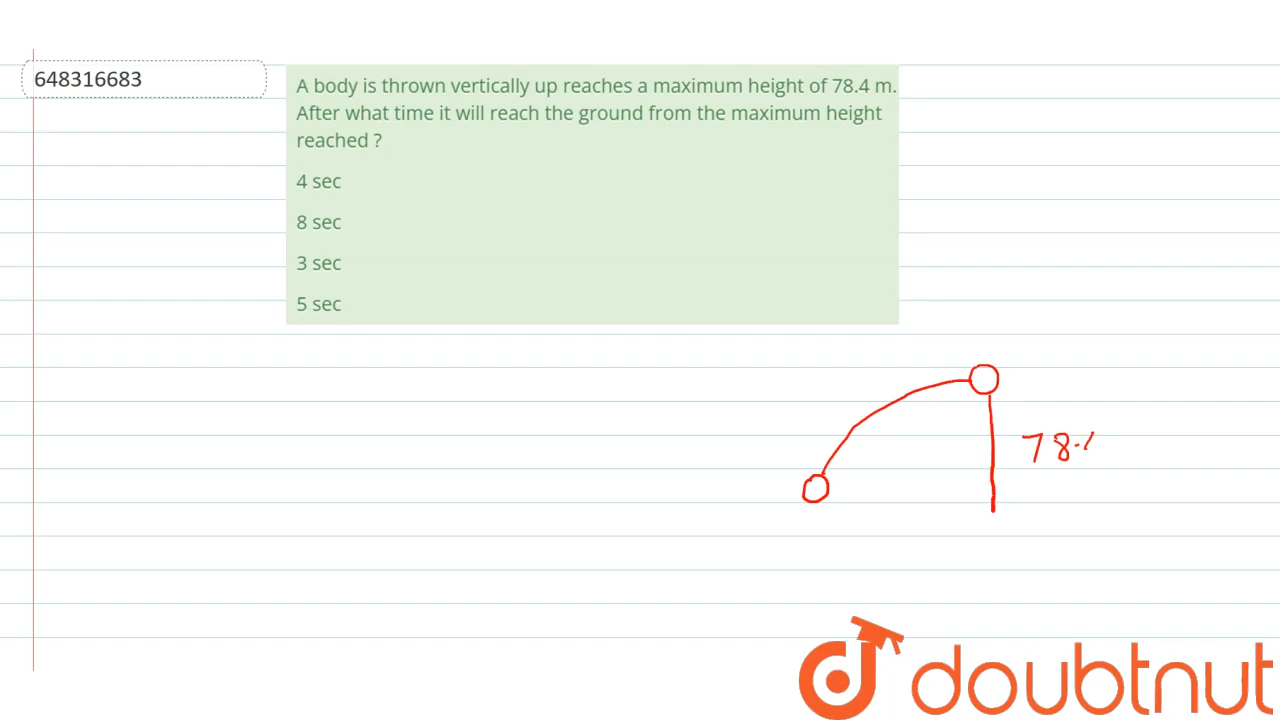 648316683
A body is thrown vertically up reaches a maximum height of 78.4 m.
After what time it will reach the ground from the maximum height
reached ?
4 sec
8 sec
3 sec
5 sec
78.
doubtnut